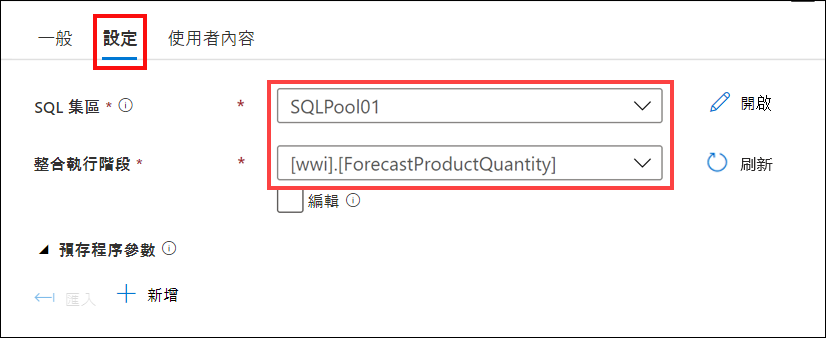 一般 設定 使用者內容
SQL 集區 * * SQLPool01 開啟
整合執行階段 * * [wwi].[ForecastProductQuantity] 刷新
編輯
預存程序參數
匯入 新增